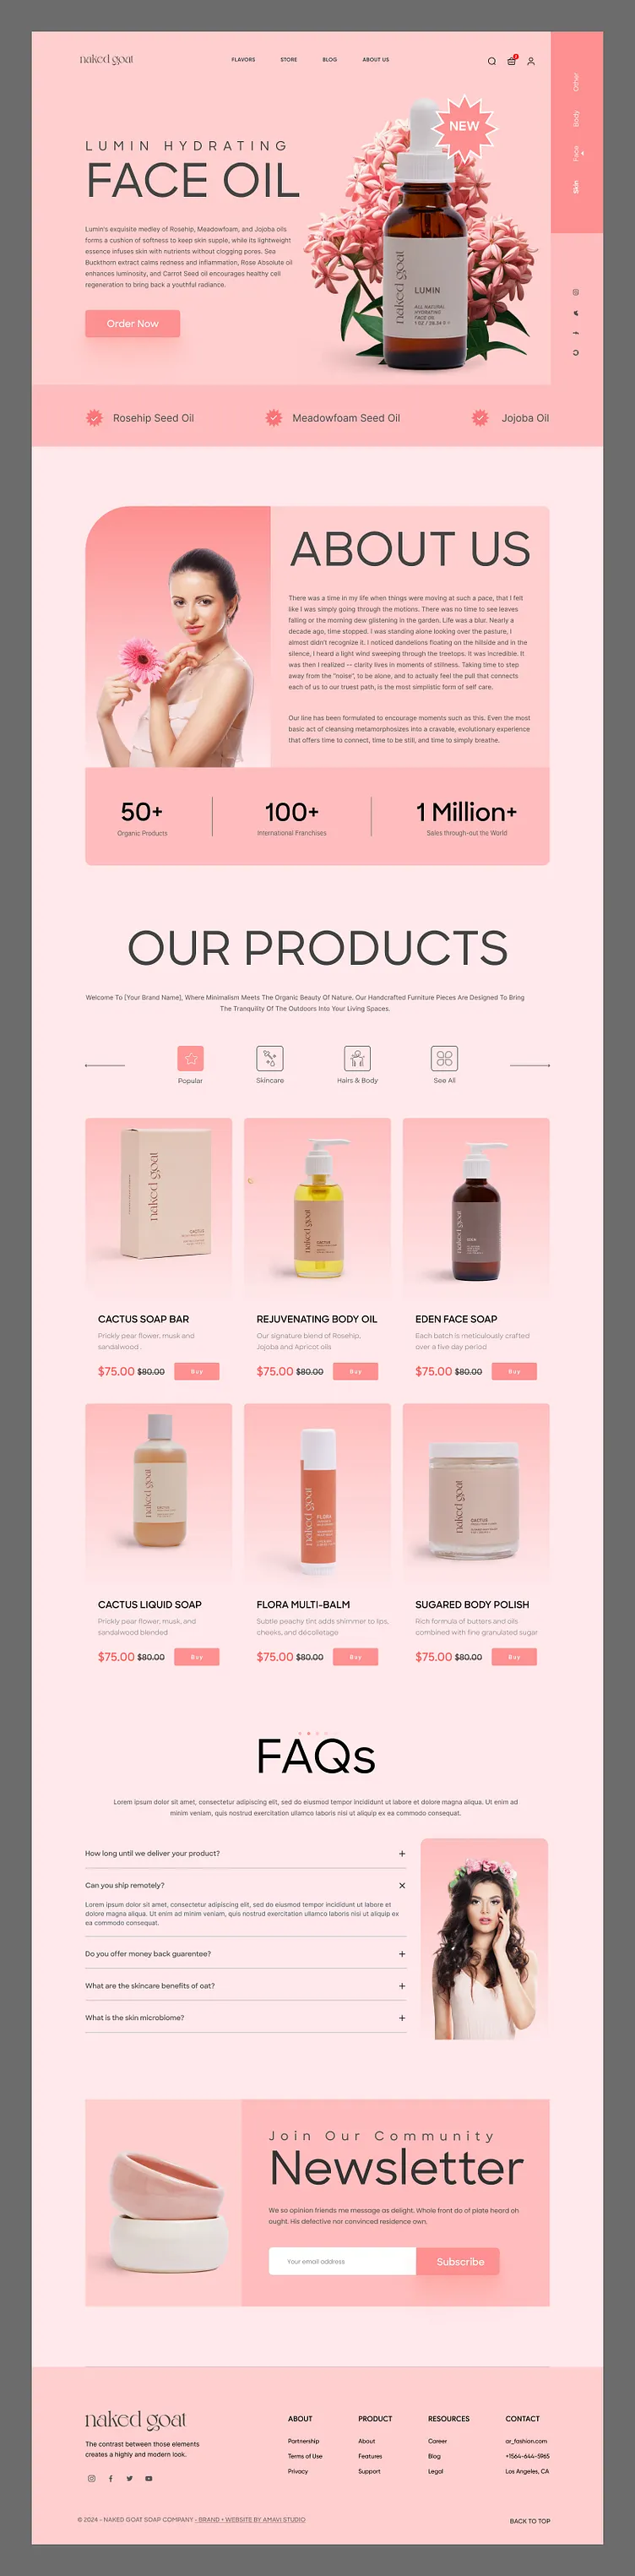 naked goat
FLAVORS
STORE
BLOG
ABOUT US
Other
Body
Face
Skin
NEW
LUMIN HYDRATING
FACE OIL
Lumin's exquisite medley of Rosehip, Meadowfoam, and Jojoba oils
forms a cushion of softness to keep skin supple, while its lightweight
essence infuses skin with nutrients without clogging pores. Sea
Buckthorn extract calms redness and inflammation, Rose Absolute oil
enhances luminosity, and Carrot Seed oil encourages healthy cell
regeneration to bring back a youthful radiance.
Order Now
naked goat
LUMIN
ALL NATURAL
HYDRATING
FACE OIL
Rosehip Seed Oil
Meadowfoam Seed Oil
Jojoba Oil
ABOUT US
There was a time in my life when things were moving at such a pace, that I felt
like I was simply going through the motions. There was no time to see leaves
falling or the morning dew glistening in the garden. Life was a blur. Nearly a
decade ago, time stopped. I was standing alone looking over the pasture, I
almost didn't recognize it. I noticed dandelions floating on the hillside and in the
silence, I heard a light wind sweeping through the treetops. It was incredible. It
was then I realized -- clarity lives in moments of stillness. Taking time to step
away from the "noise", to be alone, and to actually feel the pull that connects
each of us to our truest path, is the most simplistic form of self care.
Our line has been formulated to encourage moments such as this. Even the most
basic act of cleansing metamorphosizes into a cravable, evolutionary experience
that offers time to connect, time to be still, and time to simply breathe.
50+
Organic Products
100+
International Franchises
1 Million+
Sales through-out the World
OUR PRODUCTS
Welcome To [Your Brand Name], Where Minimalism Meets The Organic Beauty Of Nature. Our Handcrafted Furniture Pieces Are Designed To Bring
The Tranquility Of The Outdoors Into Your Living Spaces.
Popular
Skincare
Hairs & Body
See All
naked goat
CACTUS
naked goat
CACTUS
naked goat
CACTUS SOAP BAR
Prickly pear flower, musk and
sandalwood .
$75.00 $80.00
Buy
REJUVENATING BODY OIL
Our signature blend of Rosehip,
Jojoba and Apricot oils
$75.00 $80.00
Buy
EDEN FACE SOAP
Each batch is meticulously crafted
over a five day period
$75.00 $80.00
Buy
naked goat
naked goat
FLORA
naked goat
CACTUS
CACTUS LIQUID SOAP
Prickly pear flower, musk, and
sandalwood blended
$75.00 $80.00
Buy
FLORA MULTI-BALM
Subtle peachy tint adds shimmer to lips,
cheeks, and décolletage
$75.00 $80.00
Buy
SUGARED BODY POLISH
Rich formula of butters and oils
combined with fine granulated sugar
$75.00 $80.00
Buy
FAQs
Lorem ipsum dolor sit amet, consectetur adipiscing elit, sed do eiusmod tempor incididunt ut labore et dolore magna aliqua. Ut enim ad
minim veniam, quis nostrud exercitation ullamco laboris nisi ut aliquip ex ea commodo consequat.
How long until we deliver your product?
Can you ship remotely?
Lorem ipsum dolor sit amet, consectetur adipiscing elit, sed do eiusmod tempor incididunt ut labore et
dolore magna aliqua. Ut enim ad minim veniam, quis nostrud exercitation ullamco laboris nisi ut aliquip ex
ea commodo consequat.
Do you offer money back guarentee?
What are the skincare benefits of oat?
What is the skin microbiome?
Join Our Community
Newsletter
We so opinion friends me message as delight. Whole front do of plate heard oh
ought. His defective nor convinced residence own.
Your email address
Subscribe
naked goat
The contrast between those elements
creates a highly and modern look.
ABOUT
Partnership
Terms of Use
Privacy
PRODUCT
About
Features
Support
RESOURCES
Career
Blog
Legal
CONTACT
ar_fashion.com
+1564-644-5965
Los Angeles, CA
© 2024 - NAKED GOAT SOAP COMPANY - BRAND + WEBSITE BY AMAVI.STUDIO
BACK TO TOP